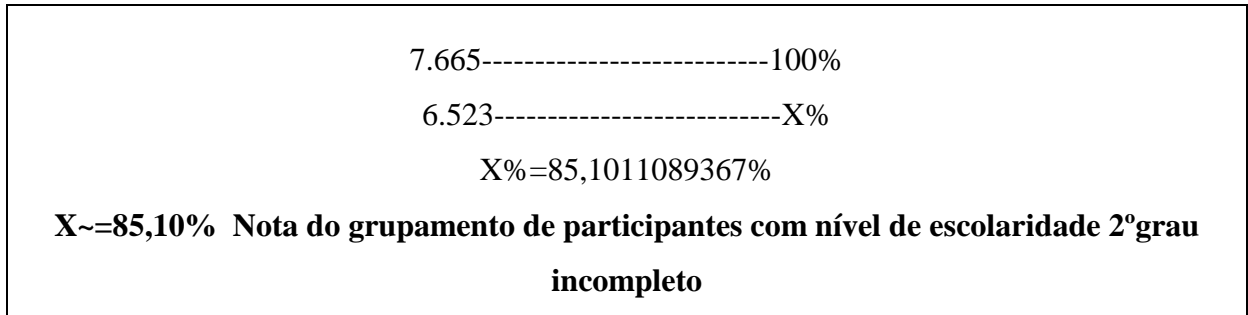 7.665---------------------------100%
6.523---------------------------X%
X%=85,1011089367%
X~=85,10%  Nota do grupamento de participantes com nível de escolaridade 2ºgrau
incompleto